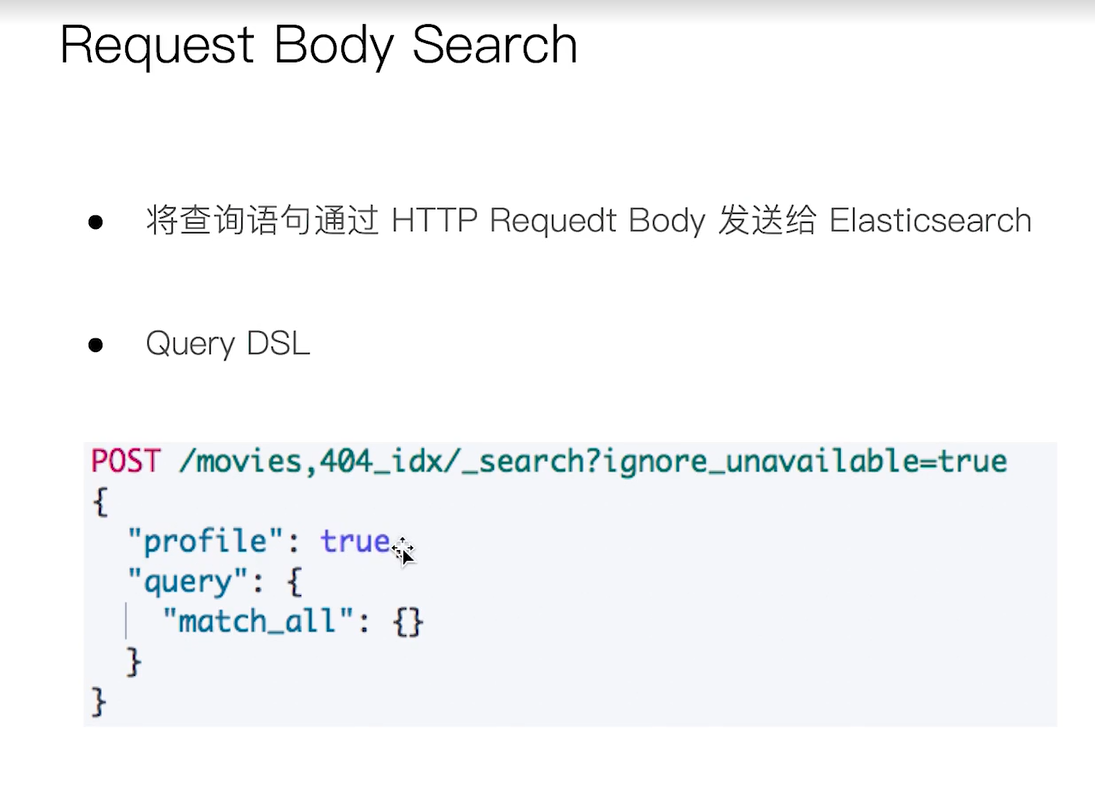 Request Body Search
将查询语句通过 HTTP Requedt Body 发送给 Elasticsearch
Query DSL
POST /movies,404_idx/_search?ignore_unavailable=true
{
  "profile": true
  "query": {
    "match_all": {}
  }
}